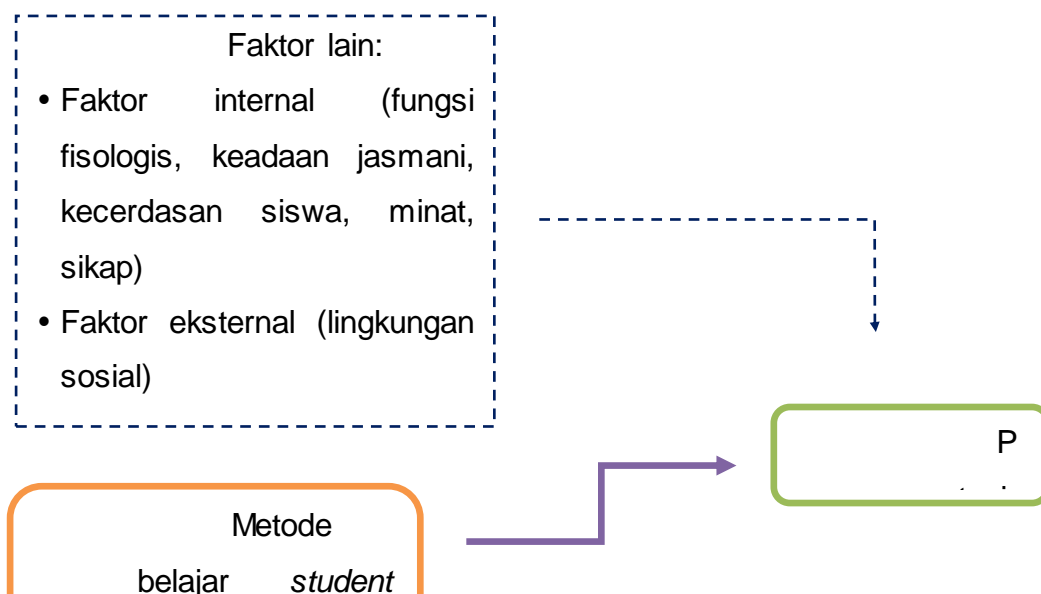 Faktor lain:
• Faktor internal (fungsi
fisologis, keadaan jasmani,
kecerdasan siswa, minat,
sikap)
• Faktor eksternal (lingkungan
sosial)
P
Metode
belajar student